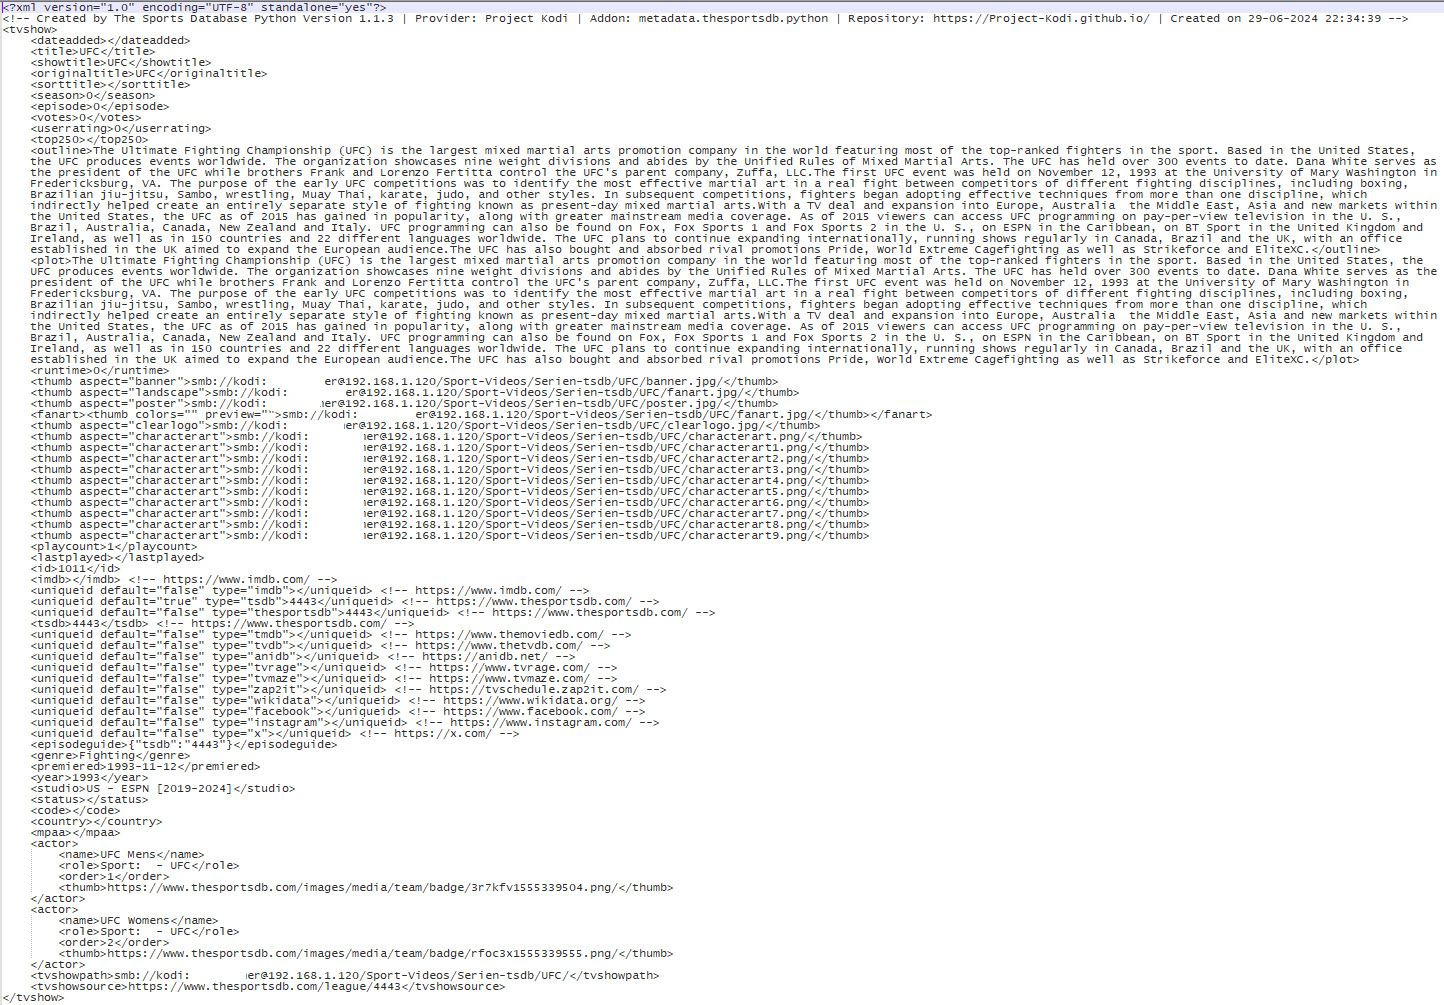 <?xml version="1.0" encoding="UTF-8" standalone="yes"?>
<!-- Created by The Sports Database Python Version 1.1.3 | Provider: Project Kodi | Addon: metadata.thesportsdb.python | Repository: https://Project-Kodi.github.io/ | Created on 29-06-2024 22:34:39 -->
<tvshow>
    <dateadded></dateadded>
    <title>UFC</title>
    <showtitle>UFC</showtitle>
    <originaltitle>UFC</originaltitle>
    <sorttitle></sorttitle>
    <season>0</season>
    <episode>0</episode>
    <votes>0</votes>
    <userrating>0</userrating>
    <top250></top250>
    <outline>The Ultimate Fighting Championship (UFC) is the largest mixed martial arts promotion company in the world featuring most of the top-ranked fighters in the sport. Based in the United States,
    the UFC produces events worldwide. The organization showcases nine weight divisions and abides by the Unified Rules of Mixed Martial Arts. The UFC has held over 300 events to date. Dana White serves as
    the president of the UFC while brothers Frank and Lorenzo Fertitta control the UFC's parent company, Zuffa, LLC.The first UFC event was held on November 12, 1993 at the University of Mary Washington in
    Fredericksburg, VA. The purpose of the early UFC competitions was to identify the most effective martial art in a real fight between competitors of different fighting disciplines, including boxing,
    Brazilian jiu-jitsu, Sambo, wrestling, Muay Thai, karate, judo, and other styles. In subsequent competitions, fighters began adopting effective techniques from more than one discipline, which
    indirectly helped create an entirely separate style of fighting known as present-day mixed martial arts.With a TV deal and expansion into Europe, Australia  the Middle East, Asia and new markets within
    the United States, the UFC as of 2015 has gained in popularity, along with greater mainstream media coverage. As of 2015 viewers can access UFC programming on pay-per-view television in the U. S.,
    Brazil, Australia, Canada, New Zealand and Italy. UFC programming can also be found on Fox, Fox Sports 1 and Fox Sports 2 in the U. S., on ESPN in the Caribbean, on BT Sport in the United Kingdom and
    Ireland, as well as in 150 countries and 22 different languages worldwide. The UFC plans to continue expanding internationally, running shows regularly in Canada, Brazil and the UK, with an office
    established in the UK aimed to expand the European audience.The UFC has also bought and absorbed rival promotions Pride, World Extreme Cagefighting as well as Strikeforce and EliteXC.</outline>
    <plot>The Ultimate Fighting Championship (UFC) is the largest mixed martial arts promotion company in the world featuring most of the top-ranked fighters in the sport. Based in the United States, the
    UFC produces events worldwide. The organization showcases nine weight divisions and abides by the Unified Rules of Mixed Martial Arts. The UFC has held over 300 events to date. Dana White serves as the
    president of the UFC while brothers Frank and Lorenzo Fertitta control the UFC's parent company, Zuffa, LLC.The first UFC event was held on November 12, 1993 at the University of Mary Washington in
    Fredericksburg, VA. The purpose of the early UFC competitions was to identify the most effective martial art in a real fight between competitors of different fighting disciplines, including boxing,
    Brazilian jiu-jitsu, Sambo, wrestling, Muay Thai, karate, judo, and other styles. In subsequent competitions, fighters began adopting effective techniques from more than one discipline, which
    indirectly helped create an entirely separate style of fighting known as present-day mixed martial arts.With a TV deal and expansion into Europe, Australia  the Middle East, Asia and new markets within
    the United States, the UFC as of 2015 has gained in popularity, along with greater mainstream media coverage. As of 2015 viewers can access UFC programming on pay-per-view television in the U. S.,
    Brazil, Australia, Canada, New Zealand and Italy. UFC programming can also be found on Fox, Fox Sports 1 and Fox Sports 2 in the U. S., on ESPN in the Caribbean, on BT Sport in the United Kingdom and
    Ireland, as well as in 150 countries and 22 different languages worldwide. The UFC plans to continue expanding internationally, running shows regularly in Canada, Brazil and the UK, with an office
    established in the UK aimed to expand the European audience.The UFC has also bought and absorbed rival promotions Pride, World Extreme Cagefighting as well as Strikeforce and EliteXC.</plot>
    <runtime>0</runtime>
    <thumb aspect="banner">smb://kodi: er@192.168.1.120/Sport-Videos/Serien-tsdb/UFC/banner.jpg/</thumb>
    <thumb aspect="landscape">smb://kodi: er@192.168.1.120/Sport-Videos/Serien-tsdb/UFC/fanart.jpg/</thumb>
    <thumb aspect="poster">smb://kodi: er@192.168.1.120/Sport-Videos/Serien-tsdb/UFC/poster.jpg/</thumb>
    <fanart><thumb colors="" preview="">smb://kodi: er@192.168.1.120/Sport-Videos/Serien-tsdb/UFC/fanart.jpg/</thumb></fanart>
    <thumb aspect="clearlogo">smb://kodi: er@192.168.1.120/Sport-Videos/Serien-tsdb/UFC/clearlogo.jpg/</thumb>
    <thumb aspect="characterart">smb://kodi: er@192.168.1.120/Sport-Videos/Serien-tsdb/UFC/characterart.png/</thumb>
    <thumb aspect="characterart">smb://kodi: er@192.168.1.120/Sport-Videos/Serien-tsdb/UFC/characterart1.png/</thumb>
    <thumb aspect="characterart">smb://kodi: er@192.168.1.120/Sport-Videos/Serien-tsdb/UFC/characterart2.png/</thumb>
    <thumb aspect="characterart">smb://kodi: er@192.168.1.120/Sport-Videos/Serien-tsdb/UFC/characterart3.png/</thumb>
    <thumb aspect="characterart">smb://kodi: er@192.168.1.120/Sport-Videos/Serien-tsdb/UFC/characterart4.png/</thumb>
    <thumb aspect="characterart">smb://kodi: er@192.168.1.120/Sport-Videos/Serien-tsdb/UFC/characterart5.png/</thumb>
    <thumb aspect="characterart">smb://kodi: er@192.168.1.120/Sport-Videos/Serien-tsdb/UFC/characterart6.png/</thumb>
    <thumb aspect="characterart">smb://kodi: er@192.168.1.120/Sport-Videos/Serien-tsdb/UFC/characterart7.png/</thumb>
    <thumb aspect="characterart">smb://kodi: er@192.168.1.120/Sport-Videos/Serien-tsdb/UFC/characterart8.png/</thumb>
    <thumb aspect="characterart">smb://kodi: er@192.168.1.120/Sport-Videos/Serien-tsdb/UFC/characterart9.png/</thumb>
    <playcount>1</playcount>
    <lastplayed></lastplayed>
    <id>1011</id>
    <imdb></imdb> <!-- https://www.imdb.com/ -->
    <uniqueid default="false" type="imdb"></uniqueid> <!-- https://www.imdb.com/ -->
    <uniqueid default="true" type="tsdb">4443</uniqueid> <!-- https://www.thesportsdb.com/ -->
    <uniqueid default="false" type="thesportsdb">4443</uniqueid> <!-- https://www.thesportsdb.com/ -->
    <tsdb>4443</tsdb> <!-- https://www.thesportsdb.com/ -->
    <uniqueid default="false" type="tmdb"></uniqueid> <!-- https://www.themoviedb.com/ -->
    <uniqueid default="false" type="tvdb"></uniqueid> <!-- https://www.thetvdb.com/ -->
    <uniqueid default="false" type="anidb"></uniqueid> <!-- https://anidb.net/ -->
    <uniqueid default="false" type="tvrage"></uniqueid> <!-- https://www.tvrage.com/ -->
    <uniqueid default="false" type="tvmaze"></uniqueid> <!-- https://www.tvmaze.com/ -->
    <uniqueid default="false" type="zap2it"></uniqueid> <!-- https://tvschedule.zap2it.com/ -->
    <uniqueid default="false" type="wikidata"></uniqueid> <!-- https://www.wikidata.org/ -->
    <uniqueid default="false" type="facebook"></uniqueid> <!-- https://www.facebook.com/ -->
    <uniqueid default="false" type="instagram"></uniqueid> <!-- https://www.instagram.com/ -->
    <uniqueid default="false" type="x"></uniqueid> <!-- https://x.com/ -->
    <episodeguide>{"tsdb":"4443"}</episodeguide>
    <genre>Fighting</genre>
    <premiered>1993-11-12</premiered>
    <year>1993</year>
    <studio>US - ESPN [2019-2024]</studio>
    <status></status>
    <code></code>
    <country></country>
    <mpaa></mpaa>
    <actor>
        <name>UFC Mens</name>
        <role>Sport:  - UFC</role>
        <order>1</order>
        <thumb>https://www.thesportsdb.com/images/media/team/badge/3r7kfv1555339504.png/</thumb>
    </actor>
    <actor>
        <name>UFC Womens</name>
        <role>Sport:  - UFC</role>
        <order>2</order>
        <thumb>https://www.thesportsdb.com/images/media/team/badge/rfoc3x1555339555.png/</thumb>
    </actor>
    <tvshowpath>smb://kodi: er@192.168.1.120/Sport-Videos/Serien-tsdb/UFC/</tvshowpath>
    <tvshowsource>https://www.thesportsdb.com/league/4443</tvshowsource>
</tvshow>